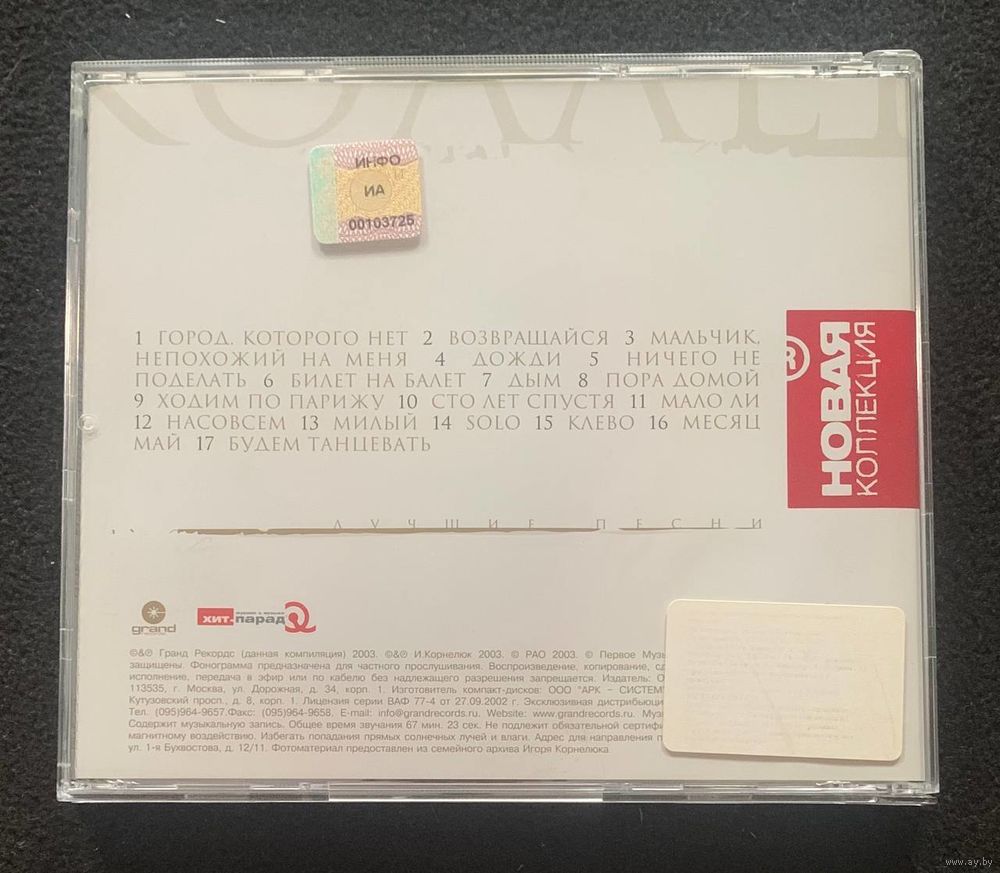 КОЛЛЕ
ИНФО
ИА
00103725
1 ГОРОД, КОТОРОГО НЕТ 2 ВОЗВРАЩАЙСЯ 3 МАЛЬЧИК,
НЕПОХОЖИЙ НА МЕНЯ 4 ДОЖДИ 5 НИЧЕГО НЕ
ПОДЕЛАТЬ 6 БИЛЕТ НА БАЛЕТ 7 ДЫМ 8 ПОРА ДОМОЙ
9 ХОДИМ ПО ПАРИЖУ 10 СТО ЛЕТ СПУСТЯ 11 МАЛО ЛИ
12 НАСОВСЕМ 13 МИЛЫЙ 14 SOLO 15 КЛЕВО 16 МЕСЯЦ
МАЙ 17 БУДЕМ ТАНЦЕВАТЬ
®
НОВАЯ
КОЛЛЕКЦИЯ
ЛУЧШИЕ ПЕСНИ
grand
хит-парад
©&℗ Гранд Рекордс (данная компиляция) 2003. ©&℗ И.Корнелюк 2003. © РАО 2003. © Первое Музы
защищены. Фонограмма предназначена для частного прослушивания. Воспроизведение, копирование, сд
исполнение, передача в эфир или по кабелю без надлежащего разрешения запрещается. Издатель: О
113535, г. Москва, ул. Дорожная, д. 34, корп. 1. Изготовитель компакт-дисков: ООО "АРК - СИСТЕМ
Кутузовский просп., д. 8, корп. 1. Лицензия серии ВАФ 77-4 от 27.09.2002 г. Эксклюзивная дистрибьюци
Тел. (095)964-9657.Факс: (095)964-9658. E-mail: info@grandrecords.ru. Website: www.grandrecords.ru. Музы
Содержит музыкальную запись. Общее время звучания 67 мин. 23 сек. Не подлежит обязательной сертифи
магнитному воздействию. Избегать попадания прямых солнечных лучей и влаги. Адрес для направления п
ул. 1-я Бухвостова, д. 12/11. Фотоматериал предоставлен из семейного архива Игоря Корнелюка
www.ay.by